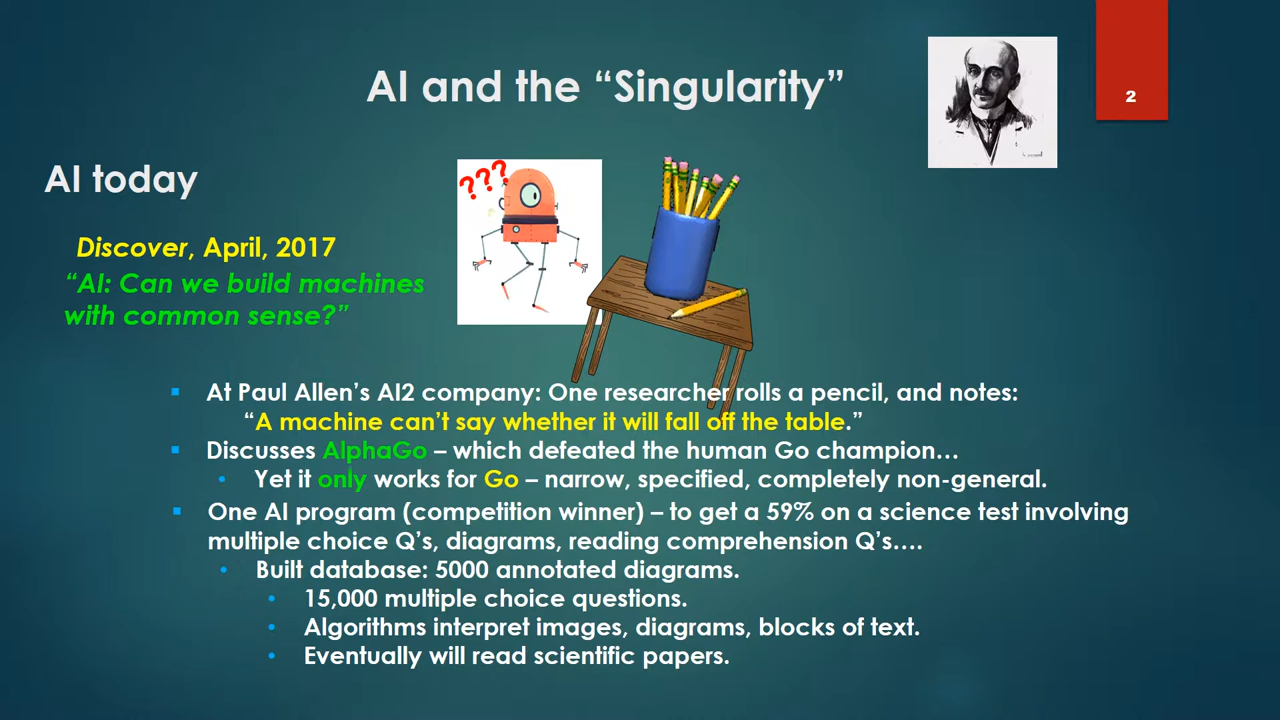 AI and the “Singularity”
2
AI today
???
Discover, April, 2017
“AI: Can we build machines
with common sense?”
At Paul Allen’s AI2 company: One researcher rolls a pencil, and notes:
“A machine can’t say whether it will fall off the table.”
Discusses AlphaGo – which defeated the human Go champion…
Yet it only works for Go – narrow, specified, completely non-general.
One AI program (competition winner) – to get a 59% on a science test involving
multiple choice Q’s, diagrams, reading comprehension Q’s….
Built database: 5000 annotated diagrams.
15,000 multiple choice questions.
Algorithms interpret images, diagrams, blocks of text.
Eventually will read scientific papers.